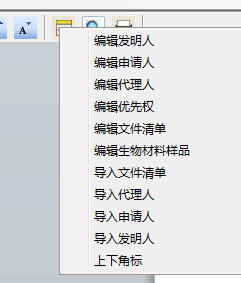 A
编辑发明人
编辑申请人
编辑代理人
编辑优先权
编辑文件清单
编辑生物材料样品
导入文件清单
导入代理人
导入申请人
导入发明人
上下角标